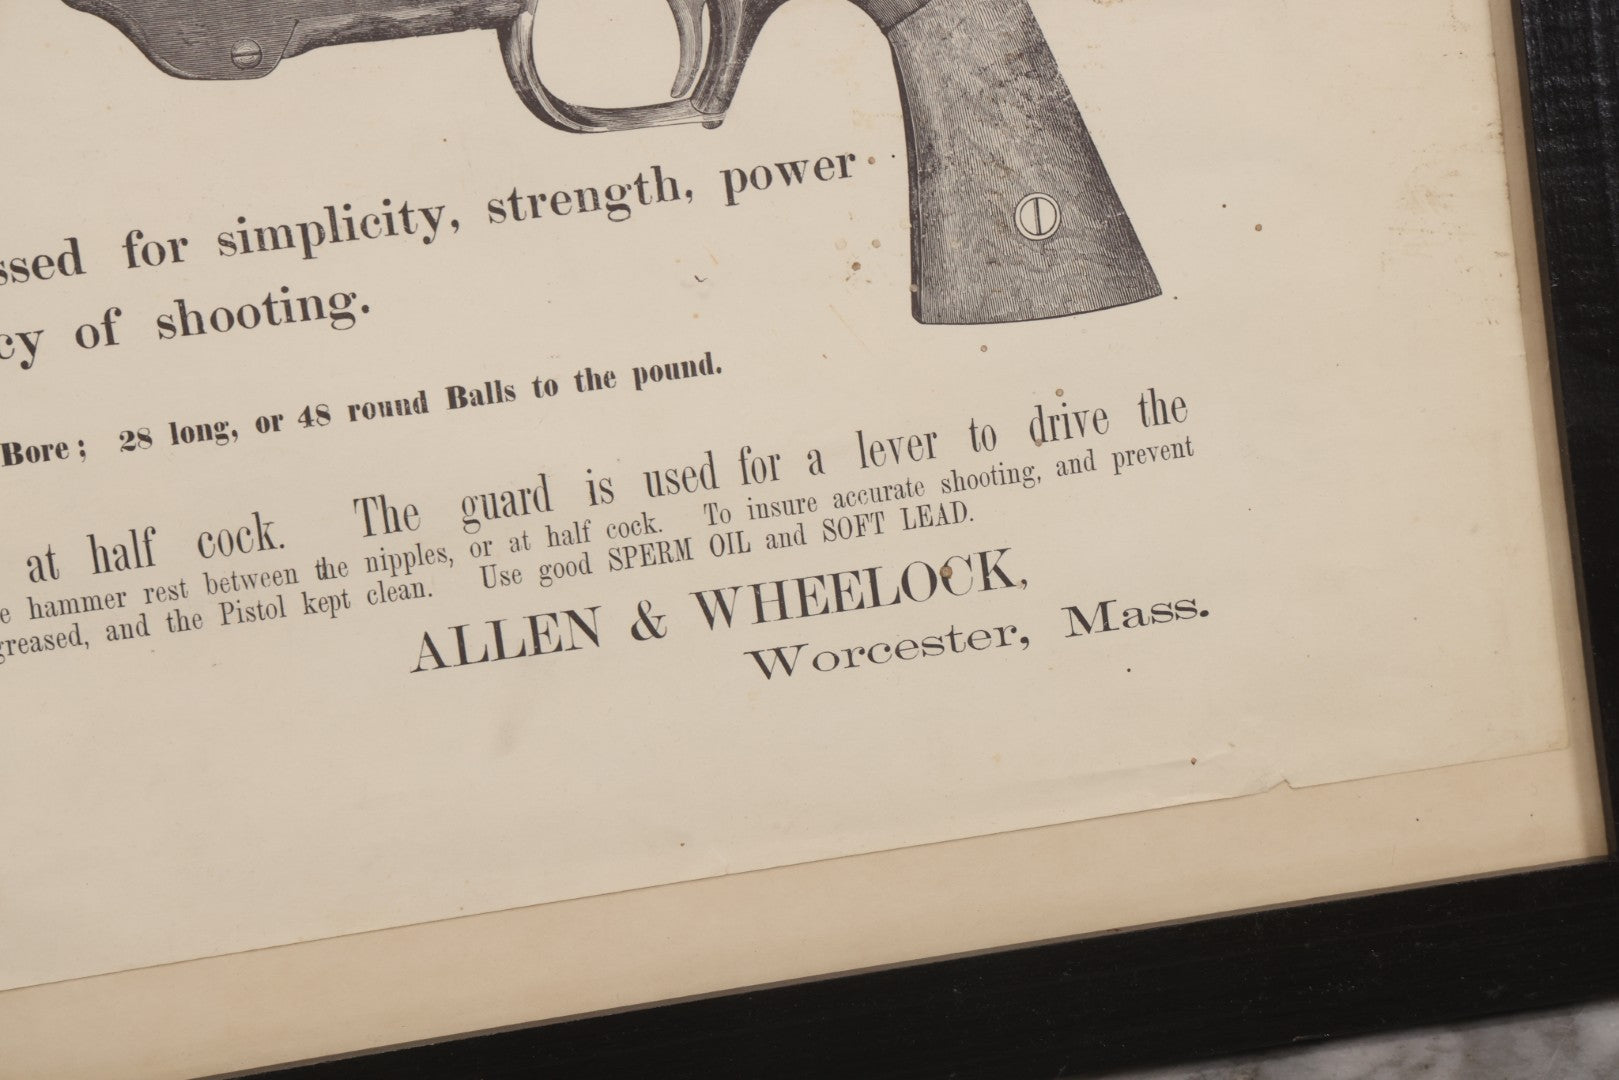 for simplicity, strength, power
of shooting.
Bore; 28 long, or 48 round Balls to the pound.
at half cock. The guard is used for a lever to drive the
hammer rest between the nipples, or at half cock. To insure accurate shooting, and prevent
greased, and the Pistol kept clean. Use good SPERM OIL and SOFT LEAD.
ALLEN & WHEELOCK,
Worcester, Mass.